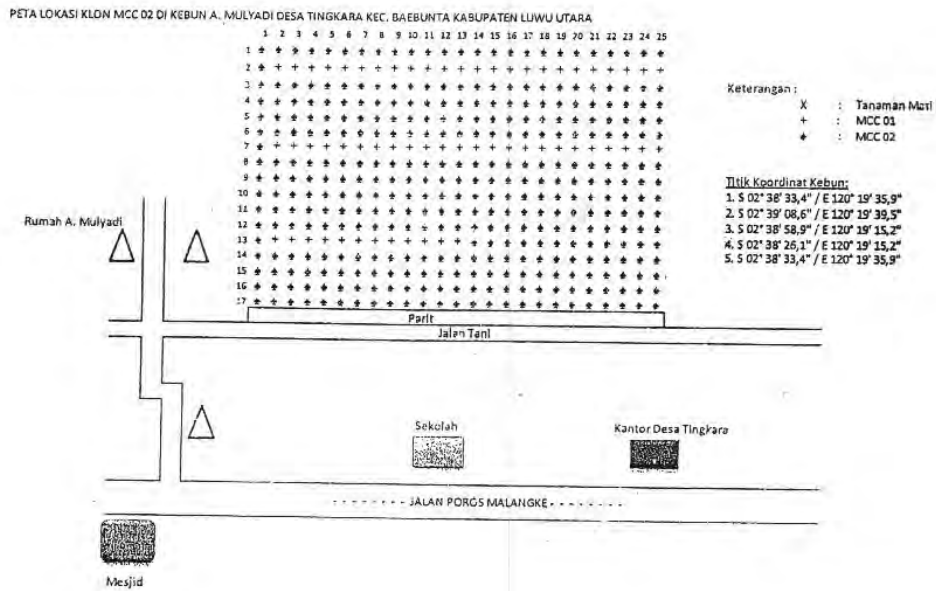 PETA LOKASI KLON MCC 02 DI KEBUN A. MULYADI DESA TINGKARA KEC. BAEBUNTA KABUPATEN LUWU UTARA
1 2 3 4 5 6 7 8 9 10 11 12 13 14 15 16 17 18 19 20 21 22 23 24 25
1
2
3
4
5
6
7
8
9
10
11
12
13
14
15
16
17
Keterangan :
X : Tanaman Mati
+ : MCC 01
♠ : MCC 02
Titik Koordinat Kebun:
1. S 02° 38' 33,4" / E 120° 19' 35,9"
2. S 02° 39' 08,6" / E 120° 19' 39,5"
3. S 02° 38' 58,9" / E 120° 19' 15,2"
4. S 02° 38' 26,1" / E 120° 19' 15,2"
5. S 02° 38' 33,4" / E 120° 19' 35,9"
Rumah A. Mulyadi
Parit
Jalan Tani
Sekolah
Kantor Desa Tingkara
- - - - - - - - JALAN POROS MALANGKE - - - - - - - -
Mesjid